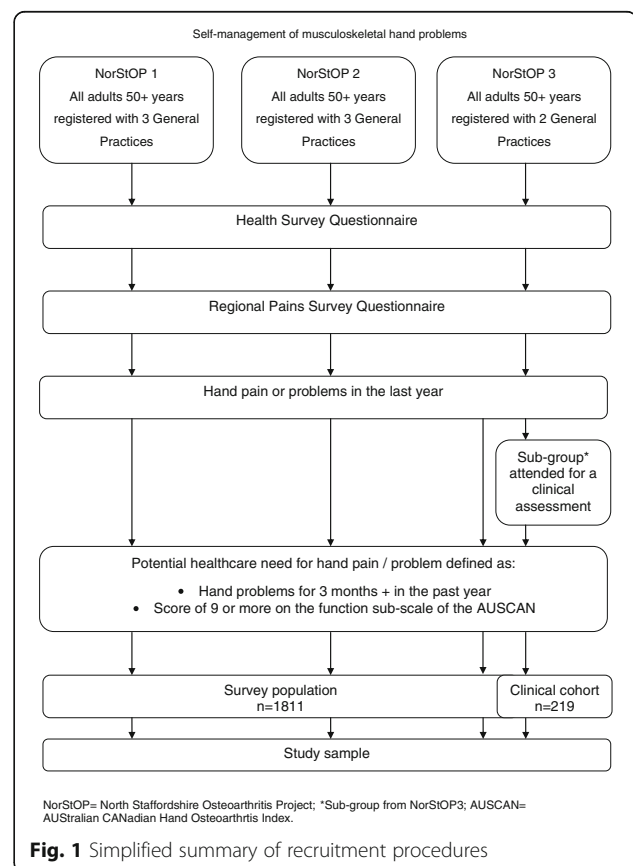 Self-management of musculoskeletal hand problems
NorStOP 1
All adults 50+ years
registered with 3 General
Practices
NorStOP 2
All adults 50+ years
registered with 3 General
Practices
NorStOP 3
All adults 50+ years
registered with 2 General
Practices
Health Survey Questionnaire
Regional Pains Survey Questionnaire
Hand pain or problems in the last year
Sub-group*
attended for a
clinical
assessment
Potential healthcare need for hand pain / problem defined as:
• Hand problems for 3 months + in the past year
• Score of 9 or more on the function sub-scale of the AUSCAN
Survey population
n=1811
Clinical cohort
n=219
Study sample
NorStOP= North Staffordshire Osteoarthritis Project; *Sub-group from NorStOP3; AUSCAN=
AUStralian CANadian Hand Osteoarthrtis Index.
Fig. 1 Simplified summary of recruitment procedures